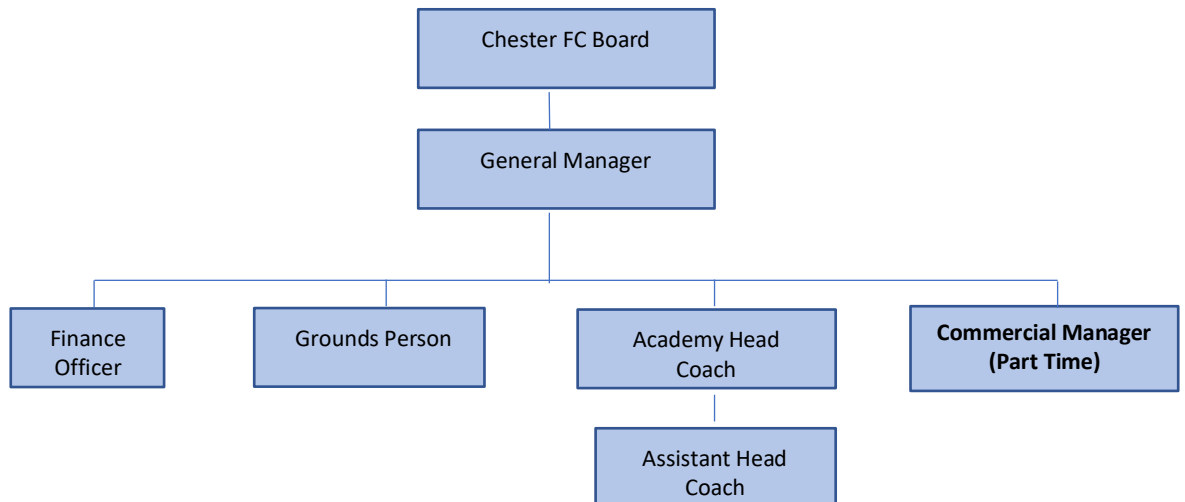 Chester FC Board
General Manager
Finance
Officer
Grounds Person
Academy Head
Coach
Commercial Manager
(Part Time)
Assistant Head
Coach